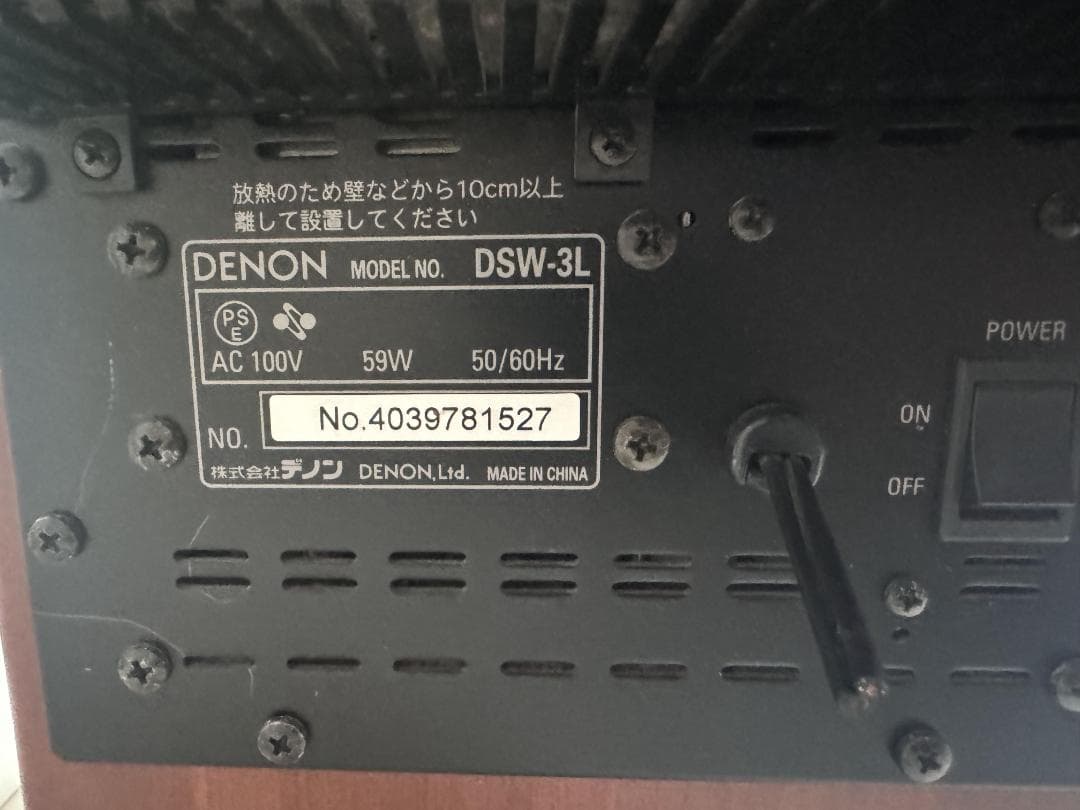 放熱のため壁などから10cm以上
離して設置してください
DENON MODEL NO. DSW-3L
PSE
AC 100V 59W 50/60Hz
NO. No.4039781527
株式会社デノン DENON, Ltd. MADE IN CHINA
POWER
ON
OFF